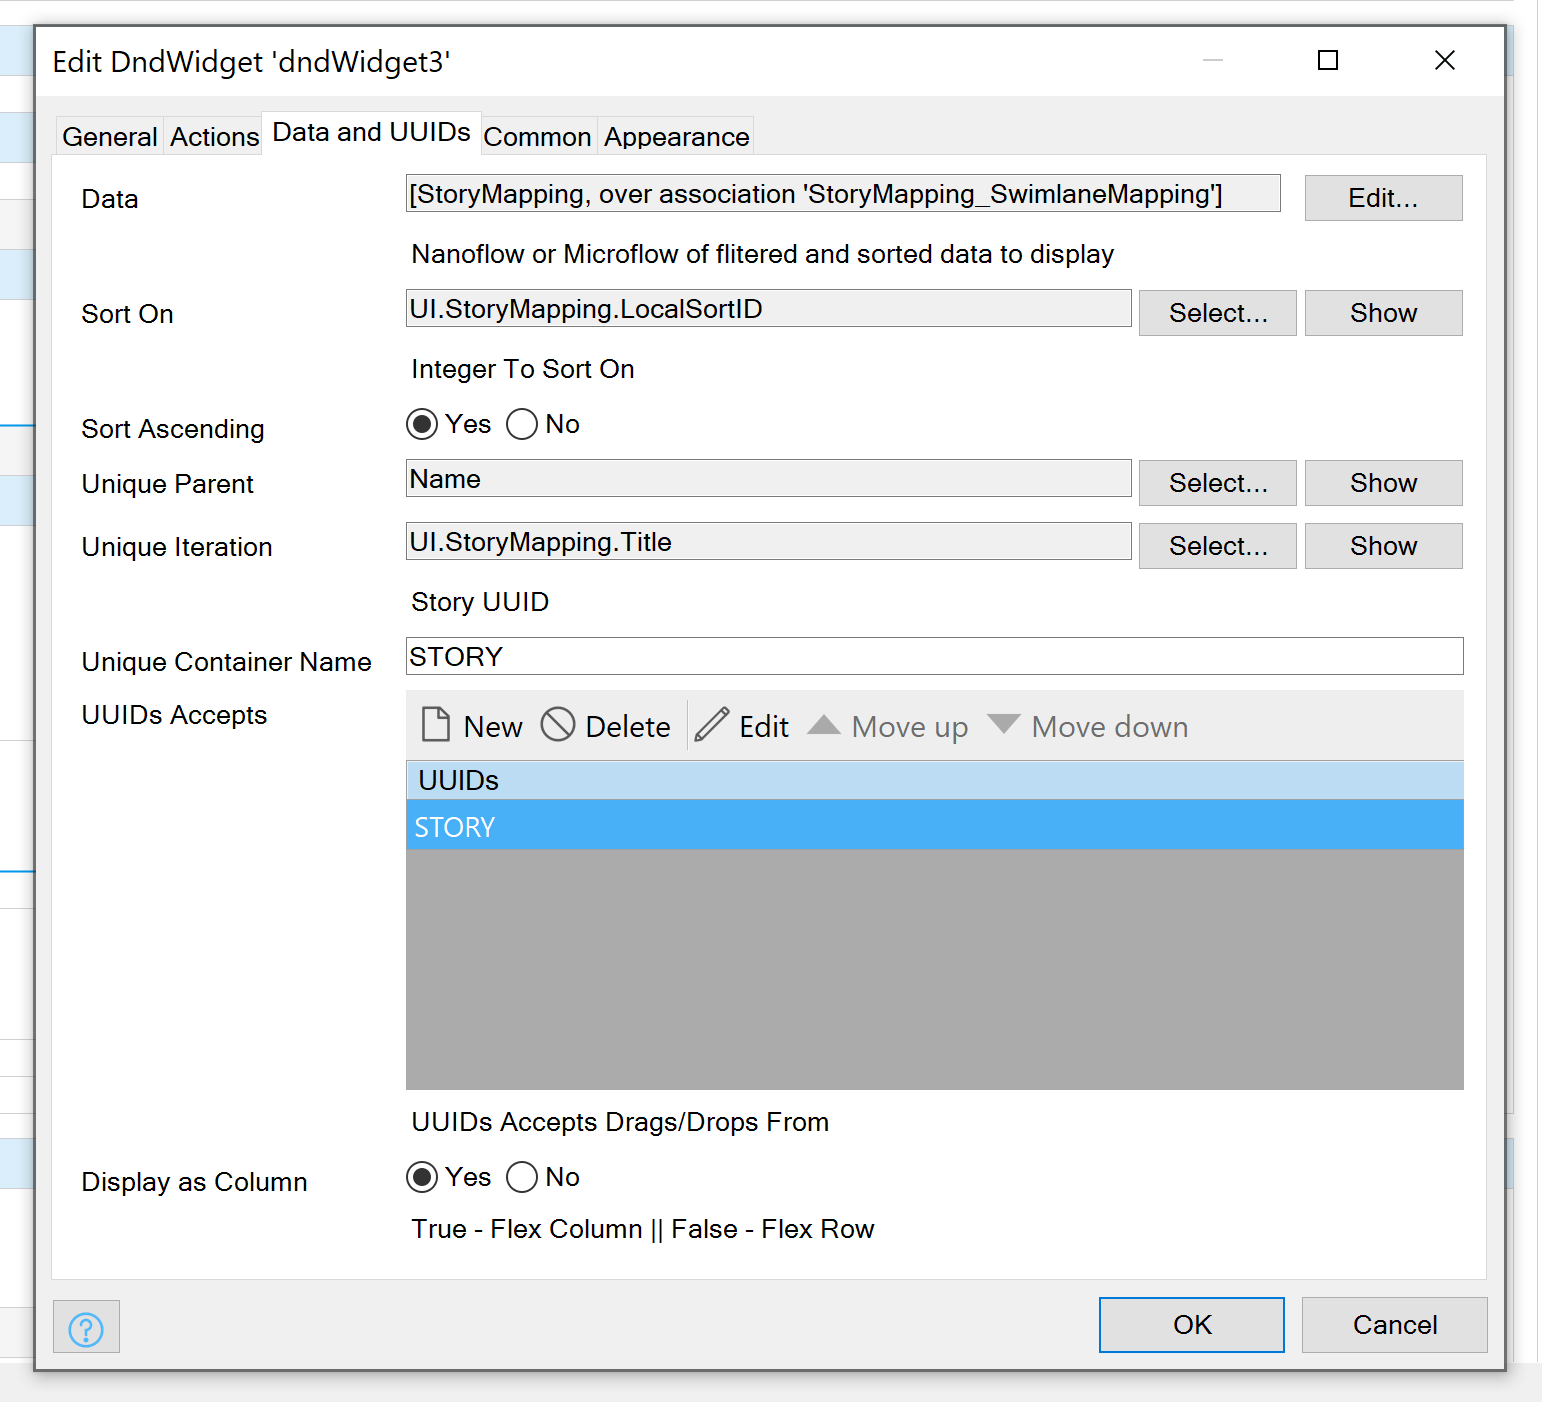 Edit DndWidget 'dndWidget3'
General Actions Data and UUIDs Common Appearance
Data [StoryMapping, over association 'StoryMapping_SwimlaneMapping'] Edit...
Nanoflow or Microflow of flitered and sorted data to display
Sort On UI.StoryMapping.LocalSortID Select... Show
Integer To Sort On
Sort Ascending Yes No
Unique Parent Name Select... Show
Unique Iteration UI.StoryMapping.Title Select... Show
Story UUID
Unique Container Name STORY
UUIDs Accepts New Delete Edit Move up Move down
UUIDs
STORY
UUIDs Accepts Drags/Drops From
Display as Column Yes No
True - Flex Column || False - Flex Row
? OK Cancel